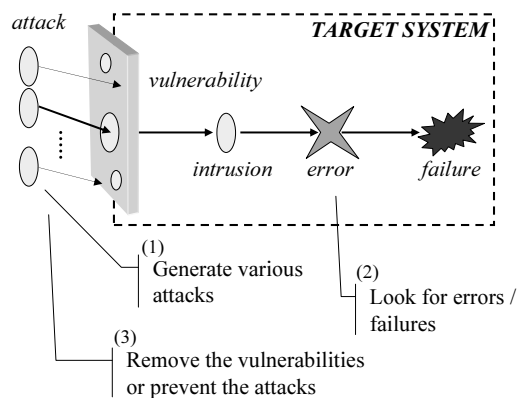 attack
TARGET SYSTEM
vulnerability
intrusion
error
failure
(1)
Generate various
attacks
(2)
Look for errors /
failures
(3)
Remove the vulnerabilities
or prevent the attacks